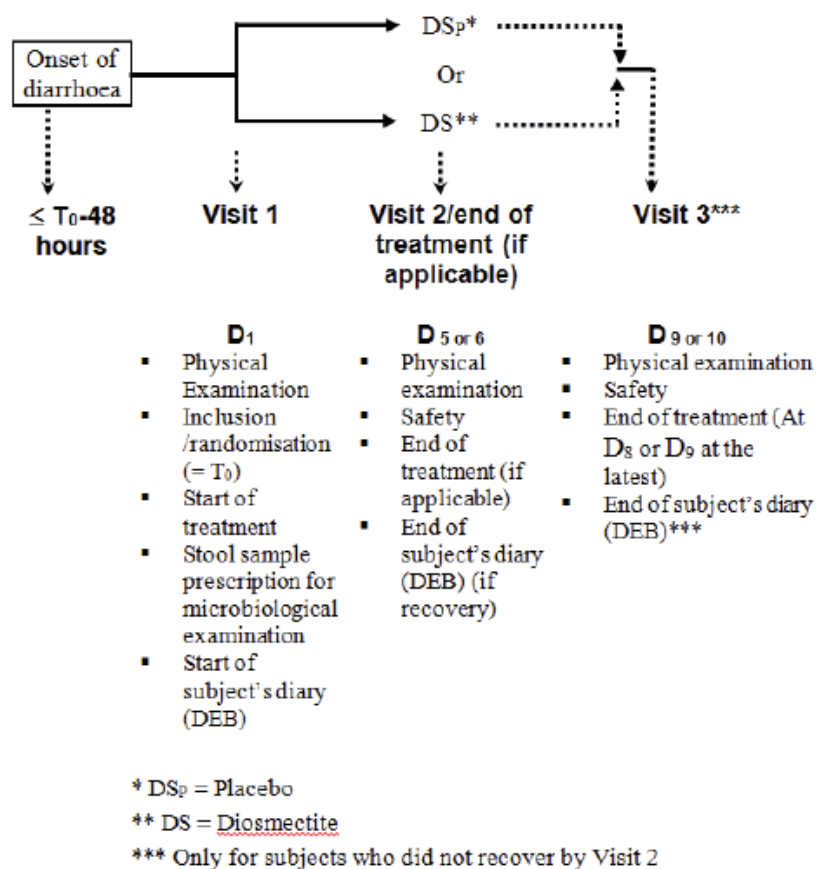 DSP*
Onset of
diarrhoea
Or
DS**
≤ T0-48
hours
Visit 1
Visit 2/end of
treatment (if
applicable)
Visit 3***
D1
▪ Physical
Examination
▪ Inclusion
/randomisation
(= T0)
▪ Start of
treatment
▪ Stool sample
prescription for
microbiological
examination
▪ Start of
subject's diary
(DEB)
D 5 or 6
▪ Physical
examination
▪ Safety
▪ End of
treatment (if
applicable)
▪ End of
subject's diary
(DEB) (if
recovery)
D 9 or 10
▪ Physical examination
▪ Safety
▪ End of treatment (At
D8 or D9 at the
latest)
▪ End of subject's diary
(DEB)***
* DSP = Placebo
** DS = Diosmectite
*** Only for subjects who did not recover by Visit 2